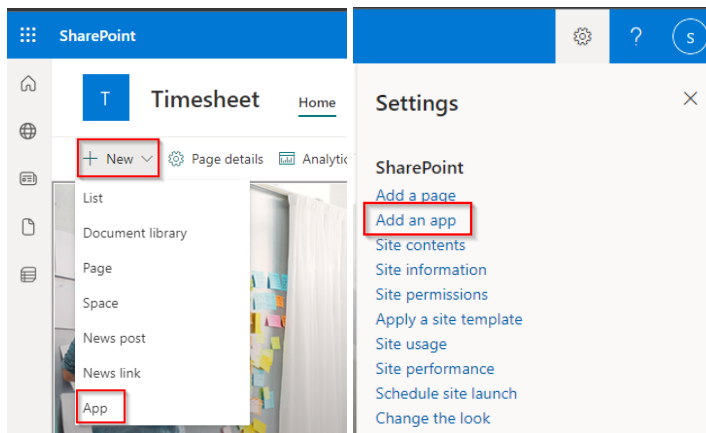 SharePoint
T
Timesheet
Home
New
Page details
Analytic
List
Document library
Page
Space
News post
News link
App
?
S
Settings
SharePoint
Add a page
Add an app
Site contents
Site information
Site permissions
Apply a site template
Site usage
Site performance
Schedule site launch
Change the look